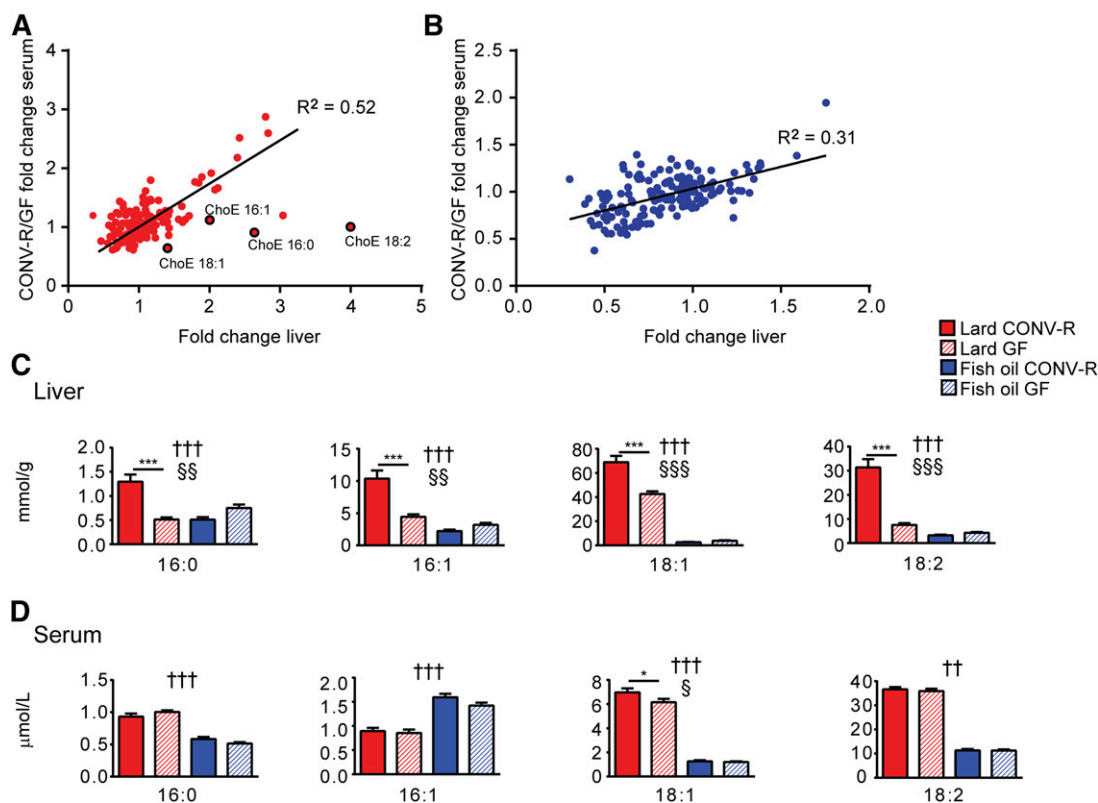 A
CONV-R/GF fold change serum
4
3
2
1
0
R² = 0.52
ChoE 16:1
ChoE 16:0
ChoE 18:2
ChoE 18:1
0 1 2 3 4 5
Fold change liver
B
CONV-R/GF fold change serum
2.5
2.0
1.5
1.0
0.5
0.0
R² = 0.31
0.0 0.5 1.0 1.5 2.0
Fold change liver
Lard CONV-R
Lard GF
Fish oil CONV-R
Fish oil GF
C
Liver
mmol/g
2.0
1.5
1.0
0.5
0.0
*** †††
§§
16:0
15
10
5
0
*** †††
§§
16:1
80
60
40
20
0
*** †††
§§§
18:1
40
30
20
10
0
*** †††
§§§
18:2
D
Serum
μmol/L
1.5
1.0
0.5
0.0
†††
16:0
2.0
1.5
1.0
0.5
0.0
†††
16:1
8
6
4
2
0
* †††
§
18:1
40
30
20
10
0
††
18:2